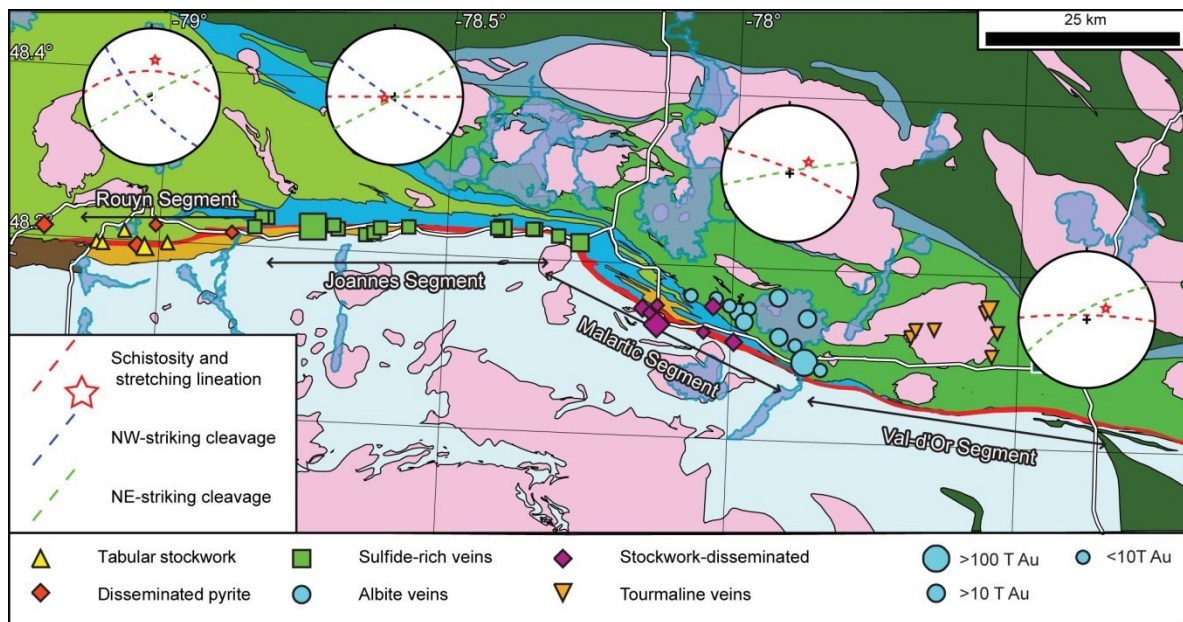 -79°
-78.5°
-78°
25 km
48.4°
Rouyn Segment
Joannes Segment
Malartic Segment
Val-d'Or Segment
Schistosity and
stretching lineation
NW-striking cleavage
NE-striking cleavage
Tabular stockwork
Sulfide-rich veins
Stockwork-disseminated
>100 T Au
<10T Au
Disseminated pyrite
Albite veins
Tourmaline veins
>10 T Au